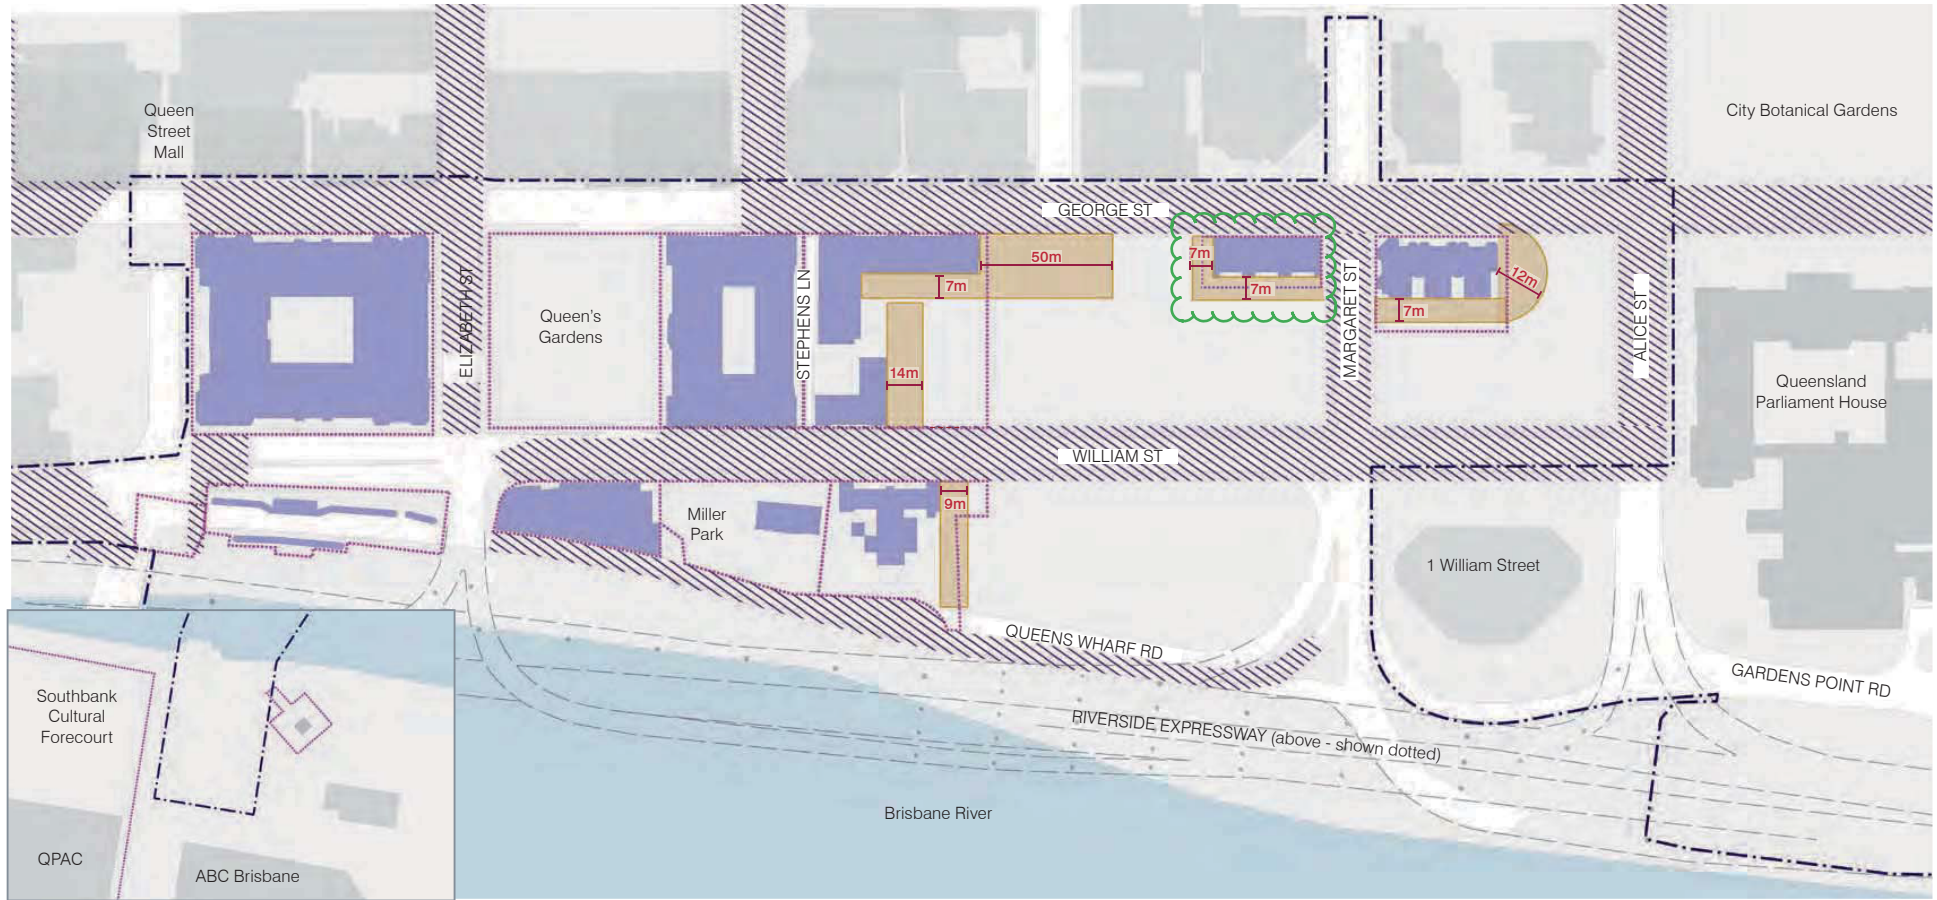 Queen
Street
Mall
City Botanical Gardens
GEORGE ST
50m
7m
7m
7m
12m
7m
14m
ELIZABETH ST
Queen's
Gardens
STEPHENS LN
MARGARET ST
ALICE ST
Queensland
Parliament House
WILLIAM ST
9m
Miller
Park
1 William Street
QUEENS WHARF RD
GARDENS POINT RD
RIVERSIDE EXPRESSWAY (above - shown dotted)
Brisbane River
Southbank
Cultural
Forecourt
QPAC
ABC Brisbane